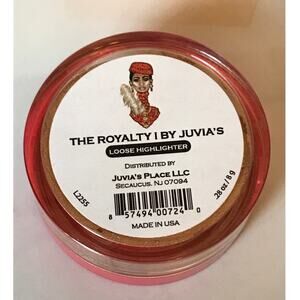 THE ROYALTY I BY JUVIA'S
LOOSE HIGHLIGHTER
DISTRIBUTED BY
JUVIA'S PLACE LLC
SECAUCUS, NJ 07094
L2255
.28 oz / 8 g
8 57494 00724 0
MADE IN USA